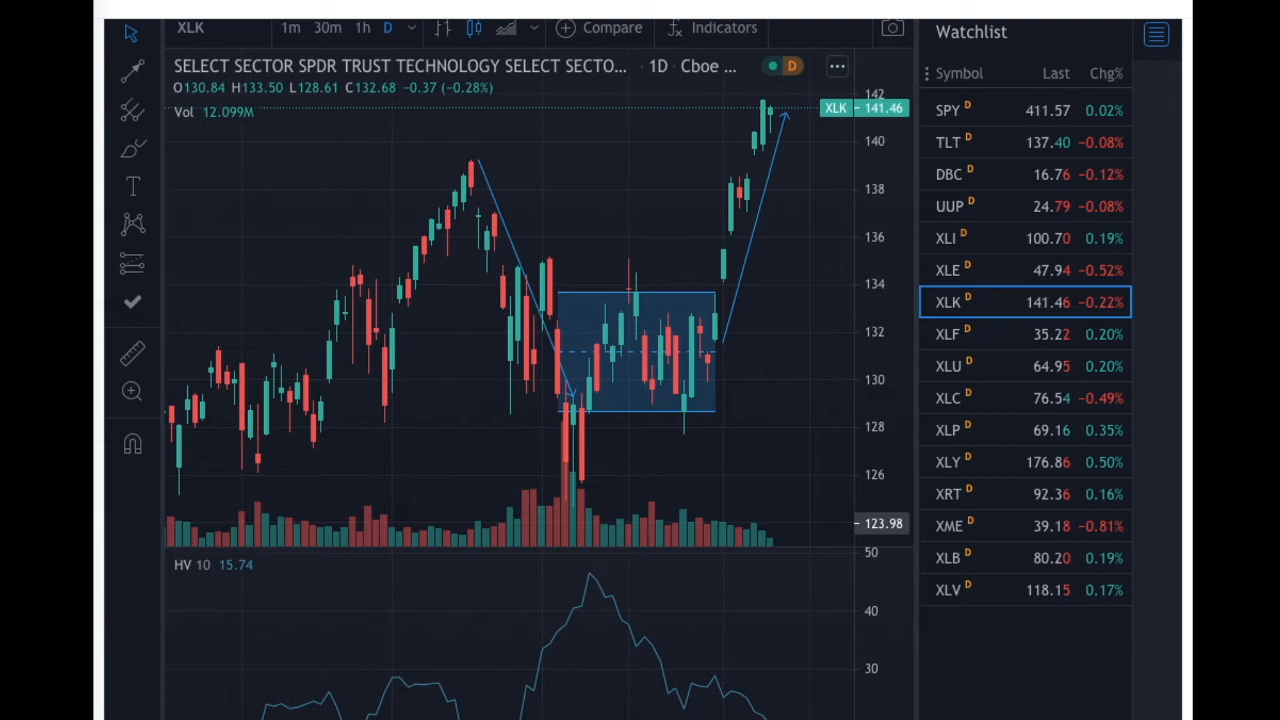 XLK 1m 30m 1h D Compare Indicators
SELECT SECTOR SPDR TRUST TECHNOLOGY SELECT SECTO... · 1D Cboe ... D
O130.84 H133.50 L128.61 C132.68 −0.37 (−0.28%)
Vol 12.099M
142
XLK 141.46
140
138
136
134
132
130
128
126
123.98
HV 10 15.74
50
40
30
Watchlist
Symbol Last Chg%
SPY D 411.57 0.02%
TLT D 137.40 −0.08%
DBC D 16.76 −0.12%
UUP D 24.79 −0.08%
XLI D 100.70 0.19%
XLE D 47.94 −0.52%
XLK D 141.46 −0.22%
XLF D 35.22 0.20%
XLU D 64.95 0.20%
XLC D 76.54 −0.49%
XLP D 69.16 0.35%
XLY D 176.86 0.50%
XRT D 92.36 0.16%
XME D 39.18 −0.81%
XLB D 80.20 0.19%
XLV D 118.15 0.17%